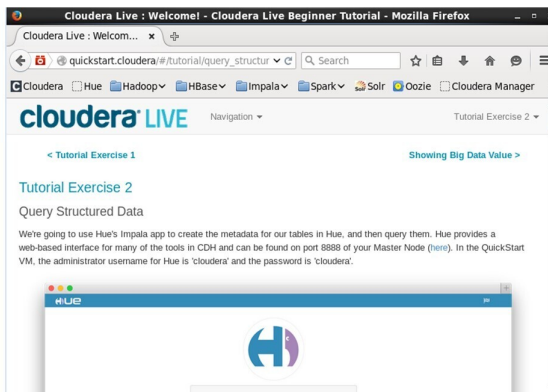 Cloudera Live : Welcome! - Cloudera Live Beginner Tutorial - Mozilla Firefox
Cloudera Live : Welcom...
quickstart.cloudera/#/tutorial/query_structur
Search
Cloudera Hue Hadoop HBase Impala Spark Solr Oozie Cloudera Manager
cloudera LIVE
Navigation
Tutorial Exercise 2
< Tutorial Exercise 1
Showing Big Data Value >
Tutorial Exercise 2
Query Structured Data
We're going to use Hue's Impala app to create the metadata for our tables in Hue, and then query them. Hue provides a
web-based interface for many of the tools in CDH and can be found on port 8888 of your Master Node (here). In the QuickStart
VM, the administrator username for Hue is 'cloudera' and the password is 'cloudera'.
HUE